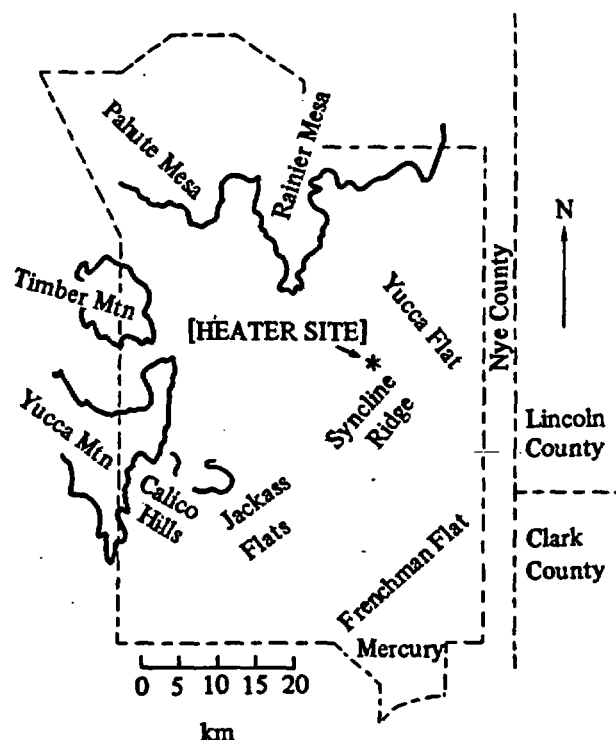 Pahute Mesa
Rainier Mesa
N
Timber Mtn
[HEATER SITE]
*
Yucca Flat
Nye County
Syncline
Ridge
Yucca Mtn
Lincoln
County
Calico
Hills
Jackass
Flats
Clark
County
Frenchman Flat
Mercury
0 5 10 15 20
km